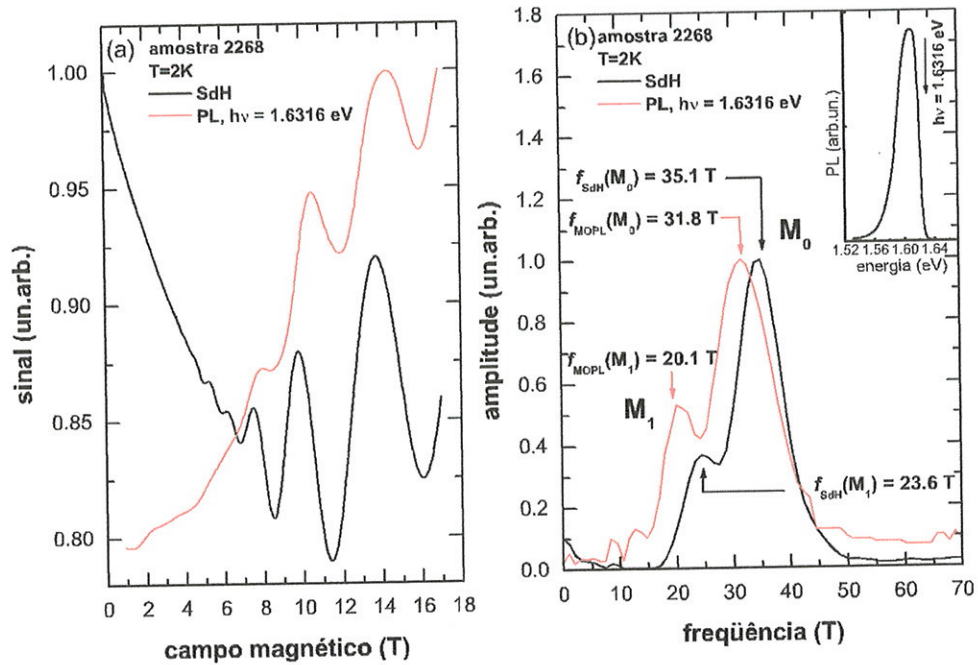 (a)
amostra 2268
T=2K
SdH
PL, hν = 1.6316 eV
1.00
0.95
0.90
0.85
0.80
sinal (un.arb.)
0 2 4 6 8 10 12 14 16 18
campo magnético (T)
(b)
amostra 2268
T=2K
SdH
PL, hν = 1.6316 eV
1.8
1.6
1.4
1.2
1.0
0.8
0.6
0.4
0.2
0.0
amplitude (un.arb.)
f_SdH(M_0) = 35.1 T
f_MOPL(M_0) = 31.8 T
M_0
f_MOPL(M_1) = 20.1 T
M_1
f_SdH(M_1) = 23.6 T
0 10 20 30 40 50 60 70
freqüência (T)
PL (arb.un.)
hν = 1.6316 eV
1.52 1.56 1.60 1.64
energia (eV)